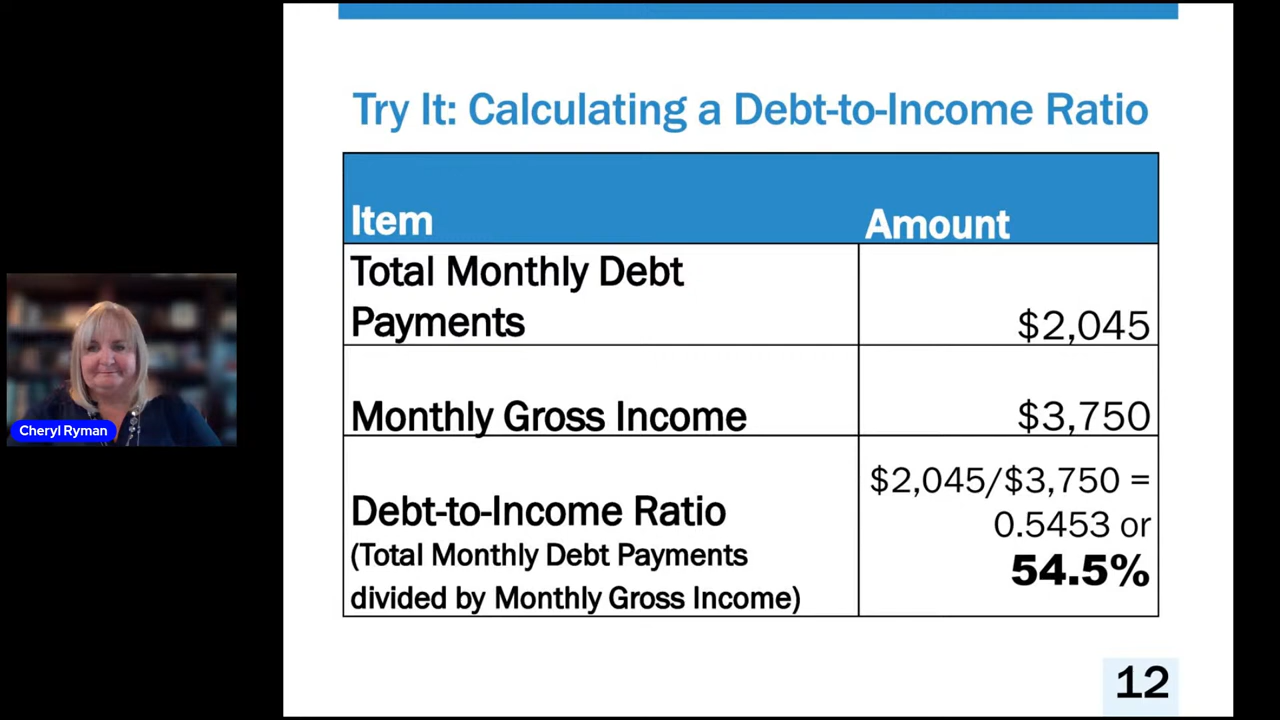 Try It: Calculating a Debt-to-Income Ratio
Item
Amount
Total Monthly Debt
Payments
$2,045
Monthly Gross Income
$3,750
Debt-to-Income Ratio
(Total Monthly Debt Payments
divided by Monthly Gross Income)
$2,045/$3,750 =
0.5453 or
54.5%
Cheryl Ryman
12